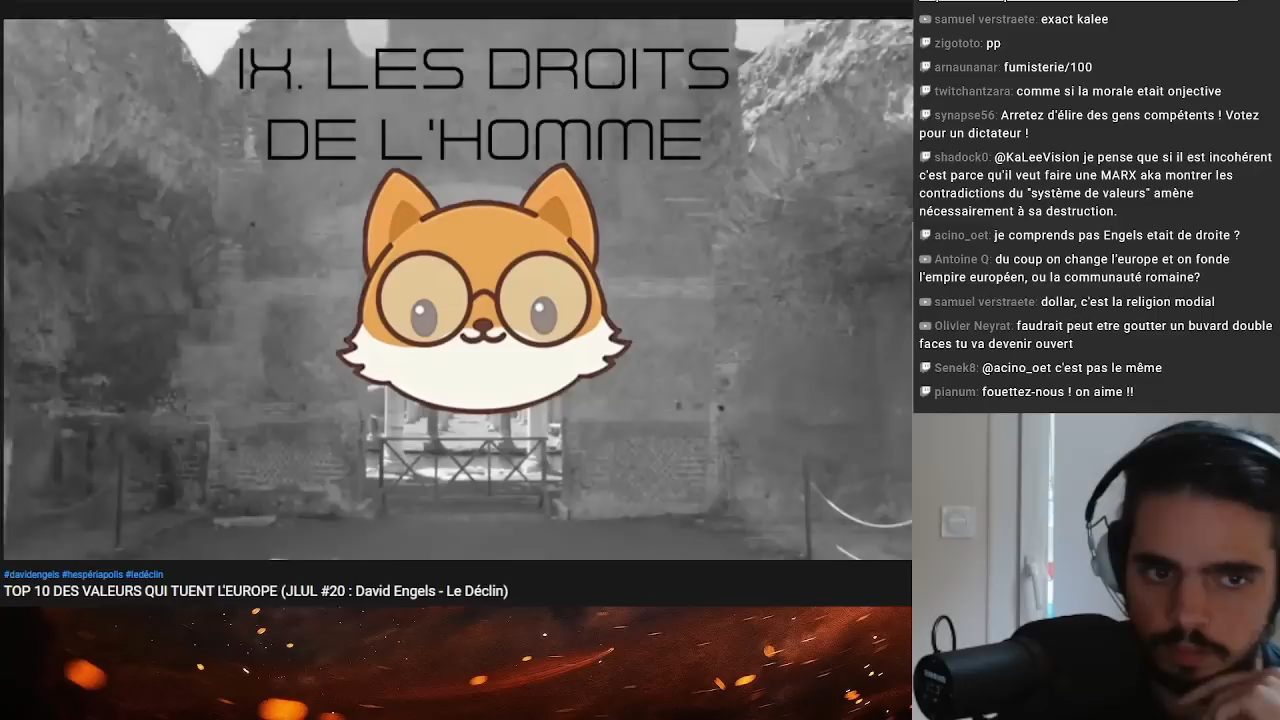 IX. LES DROITS
DE L'HOMME
#davidengels #hespériapolis #ledéclin
TOP 10 DES VALEURS QUI TUENT L'EUROPE (JLUL #20 : David Engels - Le Déclin)
samuel verstraete: exact kalee
zigototo: pp
arnaunanar: fumisterie/100
twitchantzara: comme si la morale etait onjective
synapse56: Arretez d'élire des gens compétents ! Votez
pour un dictateur !
shadock0: @KaLeeVision je pense que si il est incohérent
c'est parce qu'il veut faire une MARX aka montrer les
contradictions du "système de valeurs" amène
nécessairement à sa destruction.
acino_oet: je comprends pas Engels etait de droite ?
Antoine Q: du coup on change l'europe et on fonde
l'empire européen, ou la communauté romaine?
samuel verstraete: dollar, c'est la religion modial
Olivier Neyrat: faudrait peut etre goutter un buvard double
faces tu va devenir ouvert
Senek8: @acino_oet c'est pas le même
pianum: fouettez-nous ! on aime !!